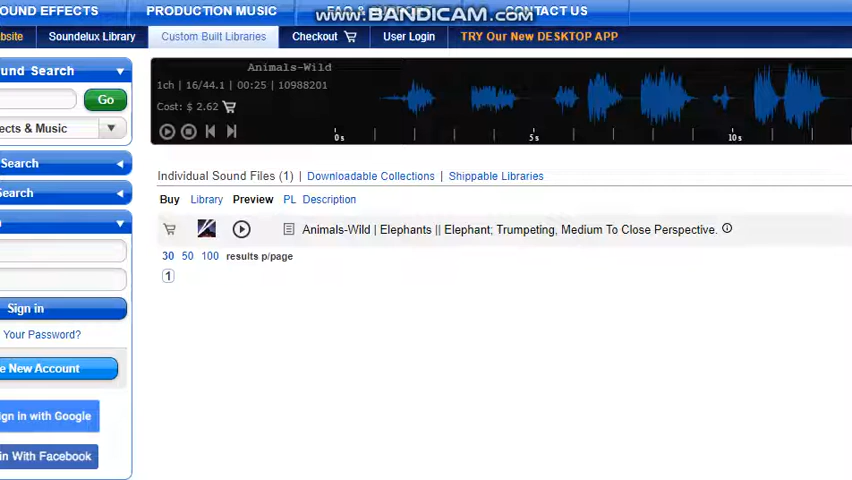 OUND EFFECTS
PRODUCTION MUSIC
CONTACT US
www.BANDICAM.com
ebsite
Soundelux Library
Custom Built Libraries
Checkout
User Login
TRY Our New DESKTOP APP
und Search
Go
ects & Music
Search
earch
Sign in
Your Password?
e New Account
ign in with Google
in With Facebook
Animals-Wild
1ch | 16/44.1 | 00:25 | 10988201
Cost: $ 2.62
0s
5s
10s
Individual Sound Files (1) | Downloadable Collections | Shippable Libraries
Buy Library Preview PL Description
Animals-Wild | Elephants || Elephant; Trumpeting, Medium To Close Perspective.
30 50 100 results p/page
1